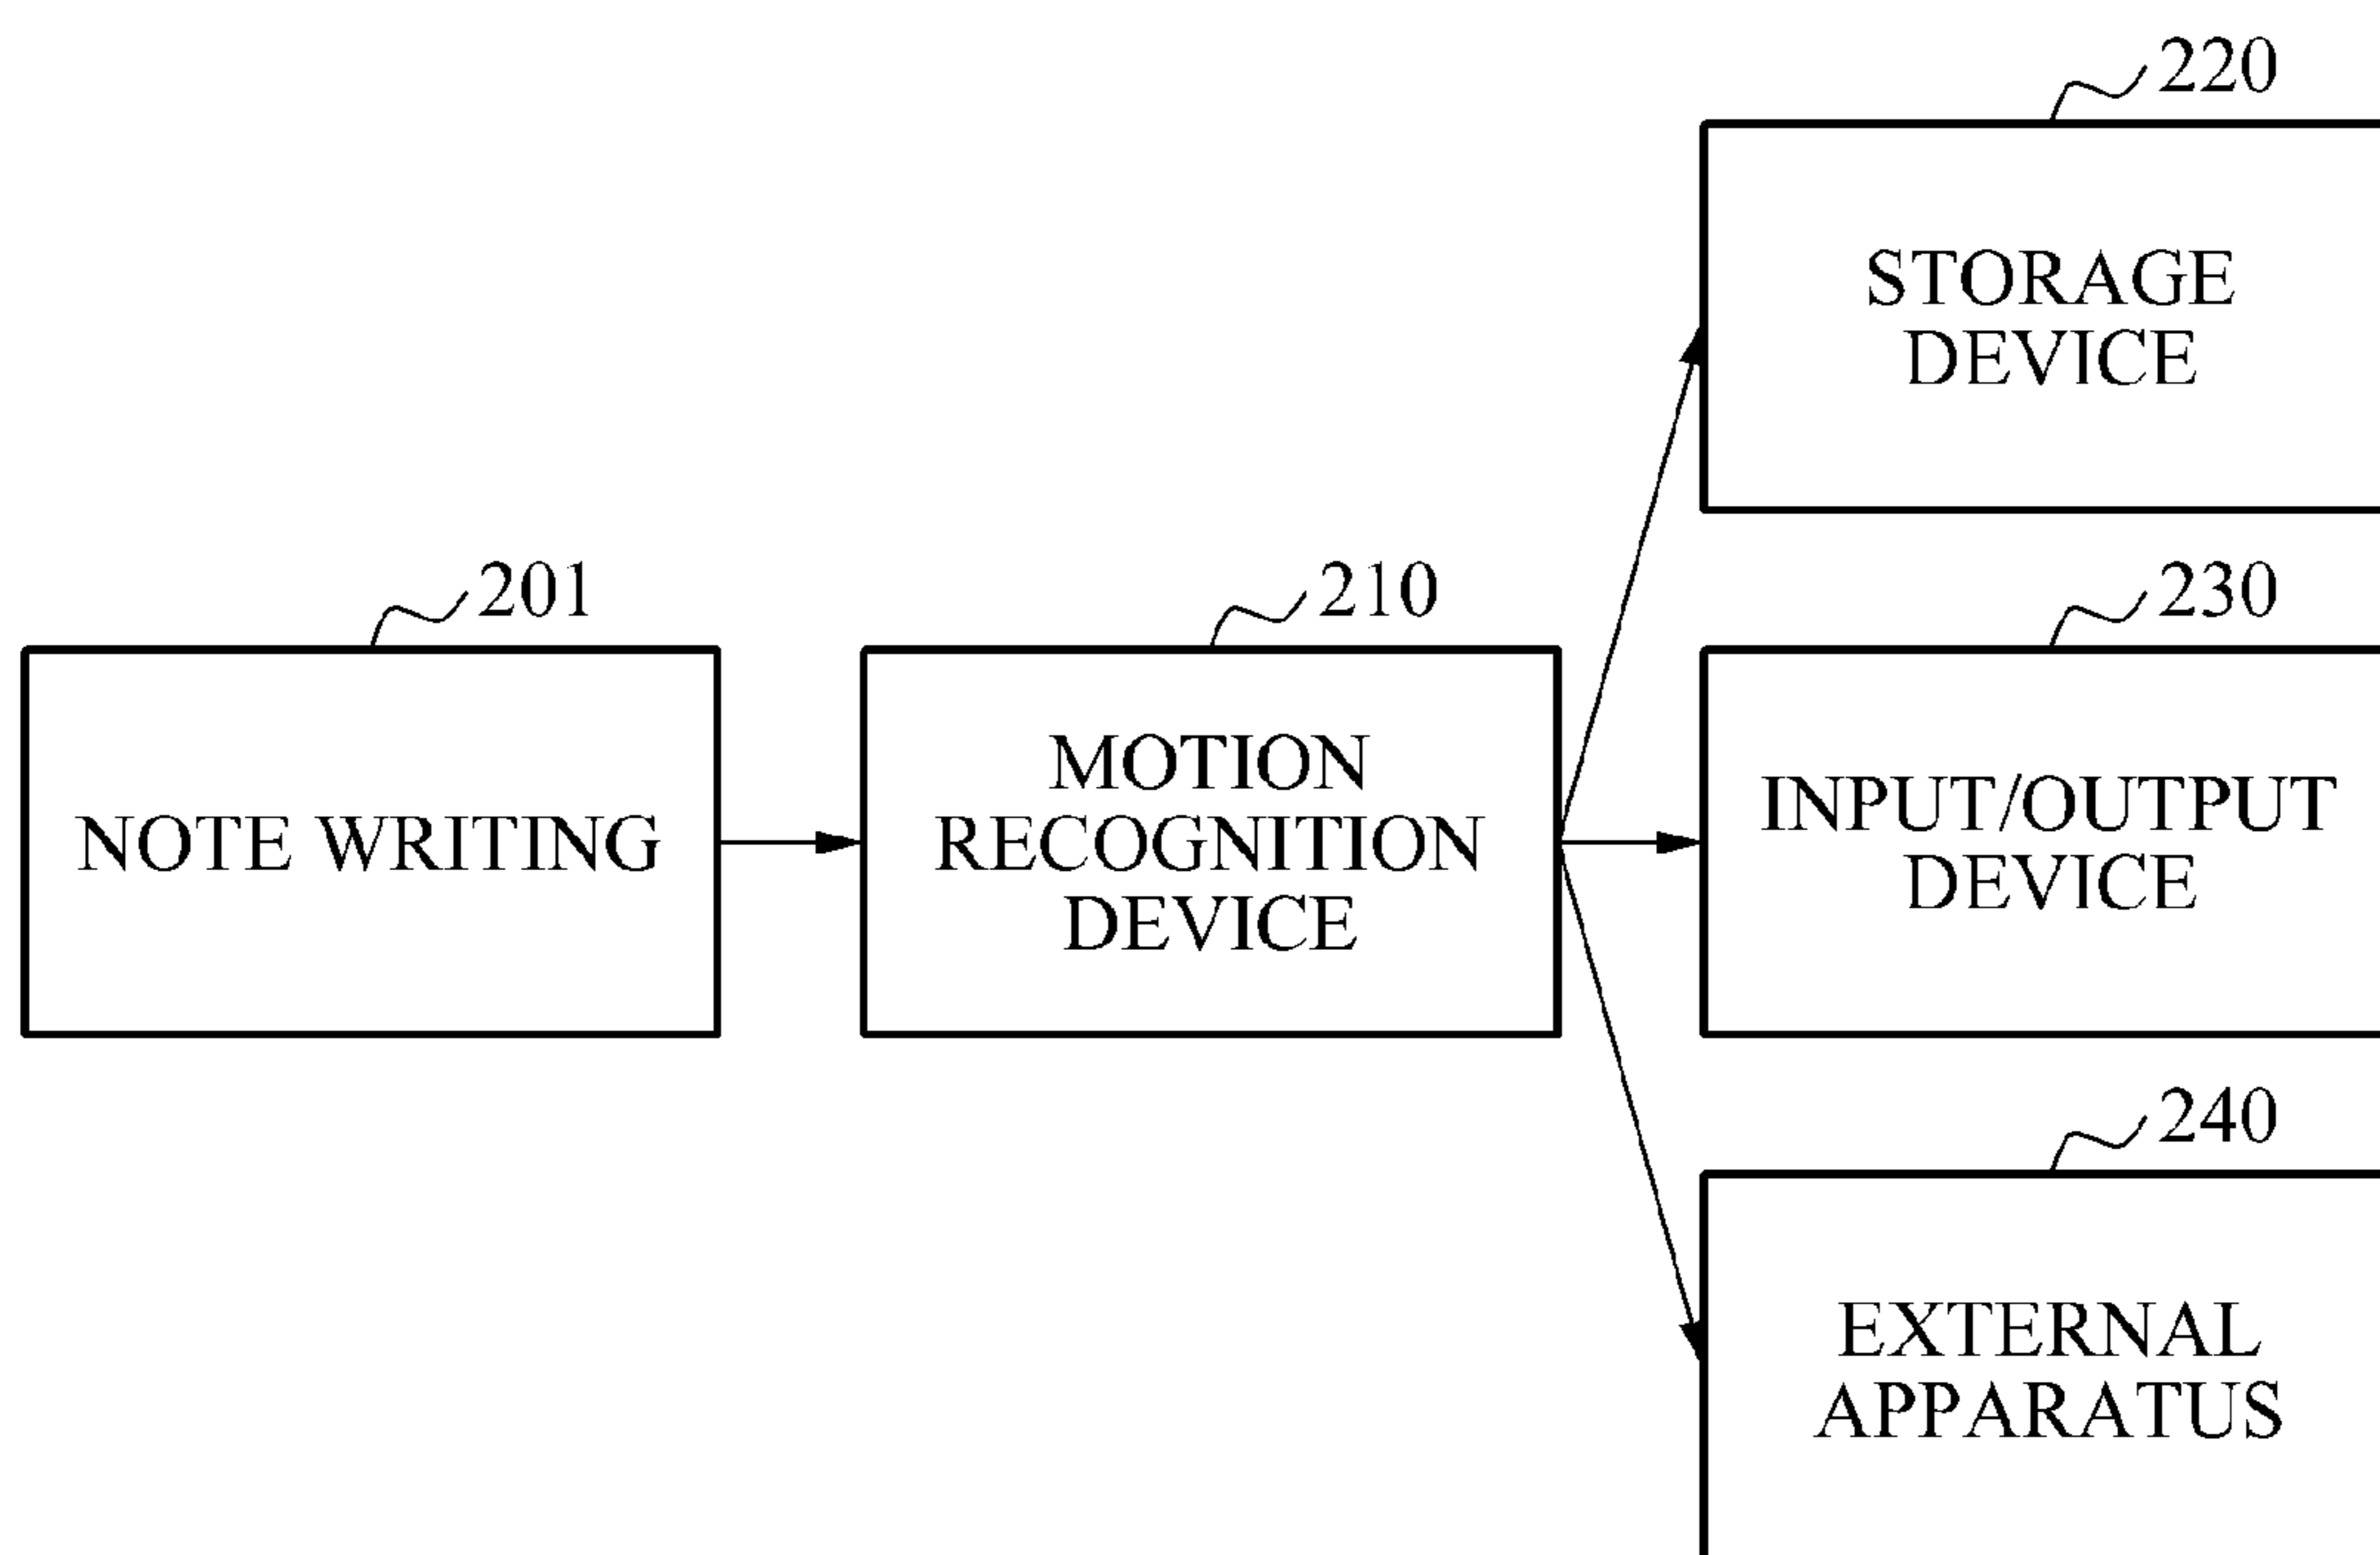 220
STORAGE
DEVICE
201
NOTE WRITING
210
MOTION
RECOGNITION
DEVICE
230
INPUT/OUTPUT
DEVICE
240
EXTERNAL
APPARATUS